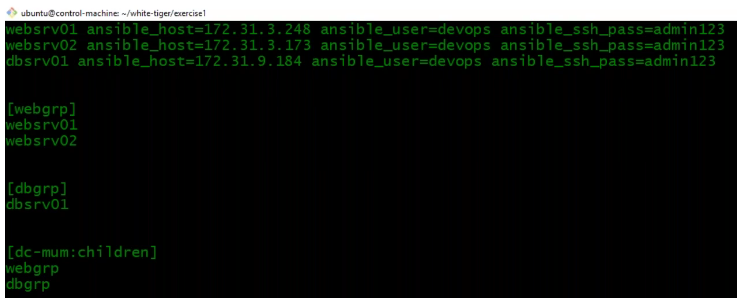 ubuntu@control-machine: ~/white-tiger/exercise1
websrv01 ansible_host=172.31.3.248 ansible_user=devops ansible_ssh_pass=admin123
websrv02 ansible_host=172.31.3.173 ansible_user=devops ansible_ssh_pass=admin123
dbsrv01 ansible_host=172.31.9.184 ansible_user=devops ansible_ssh_pass=admin123
[webgrp]
websrv01
websrv02
[dbgrp]
dbsrv01
[dc-mum:children]
webgrp
dbgrp